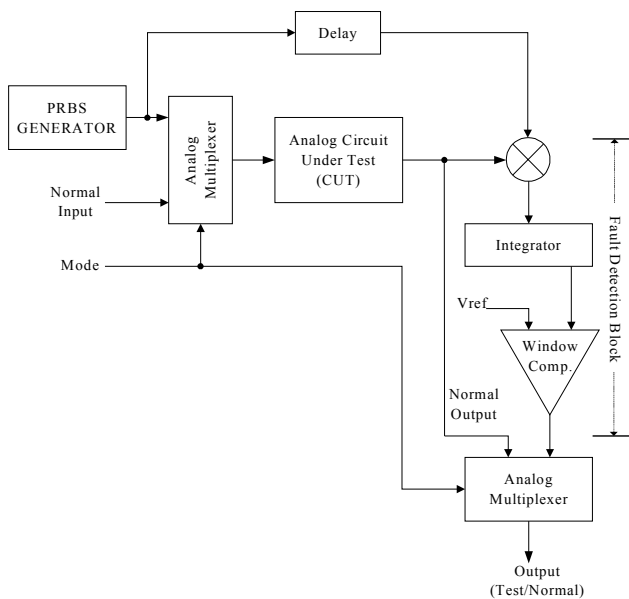 Delay
PRBS
GENERATOR
Analog
Multiplexer
Analog Circuit
Under Test
(CUT)
Normal
Input
Mode
Integrator
Vref
Window
Comp.
Fault Detection Block
Normal
Output
Analog
Multiplexer
Output
(Test/Normal)